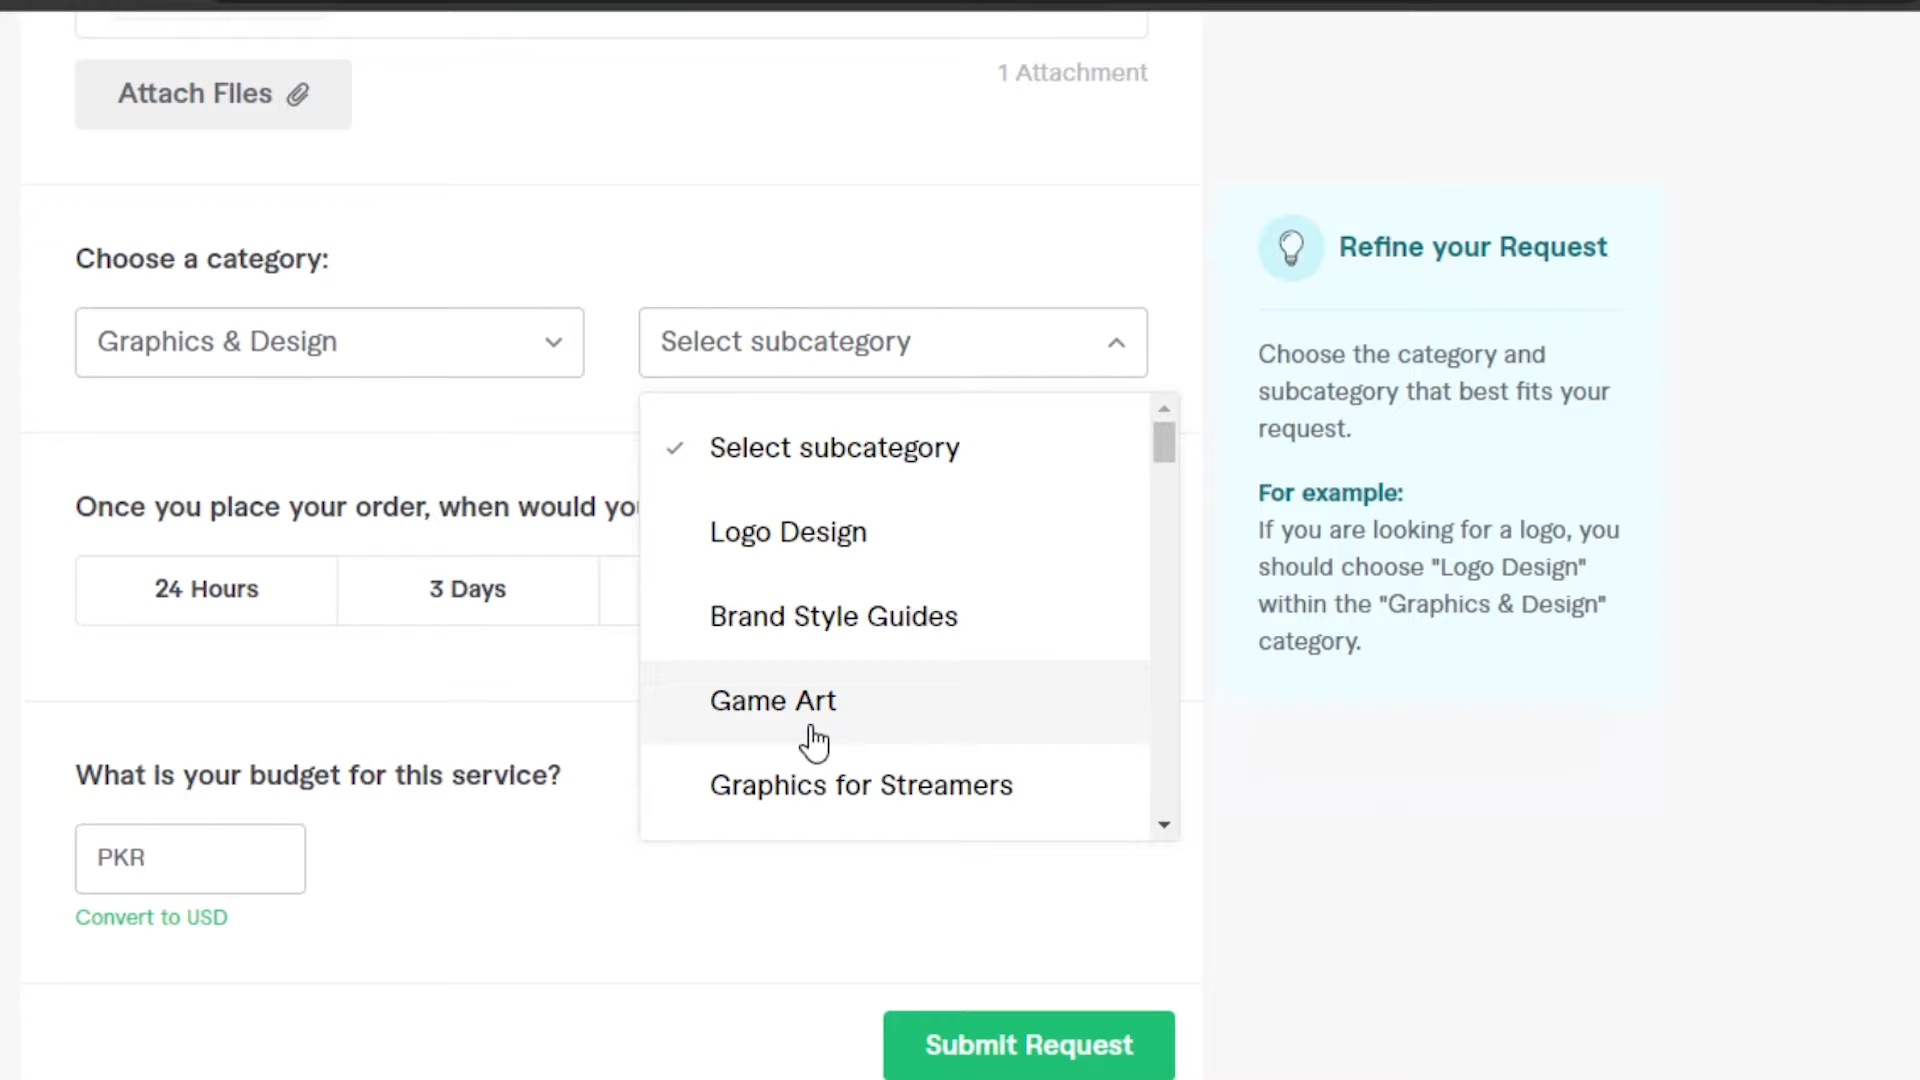 Attach Files
1 Attachment
Choose a category:
Graphics & Design
Select subcategory
Select subcategory
Logo Design
Brand Style Guides
Game Art
Graphics for Streamers
Once you place your order, when would you
24 Hours
3 Days
What is your budget for this service?
PKR
Convert to USD
Submit Request
Refine your Request
Choose the category and
subcategory that best fits your
request.
For example:
If you are looking for a logo, you
should choose "Logo Design"
within the "Graphics & Design"
category.